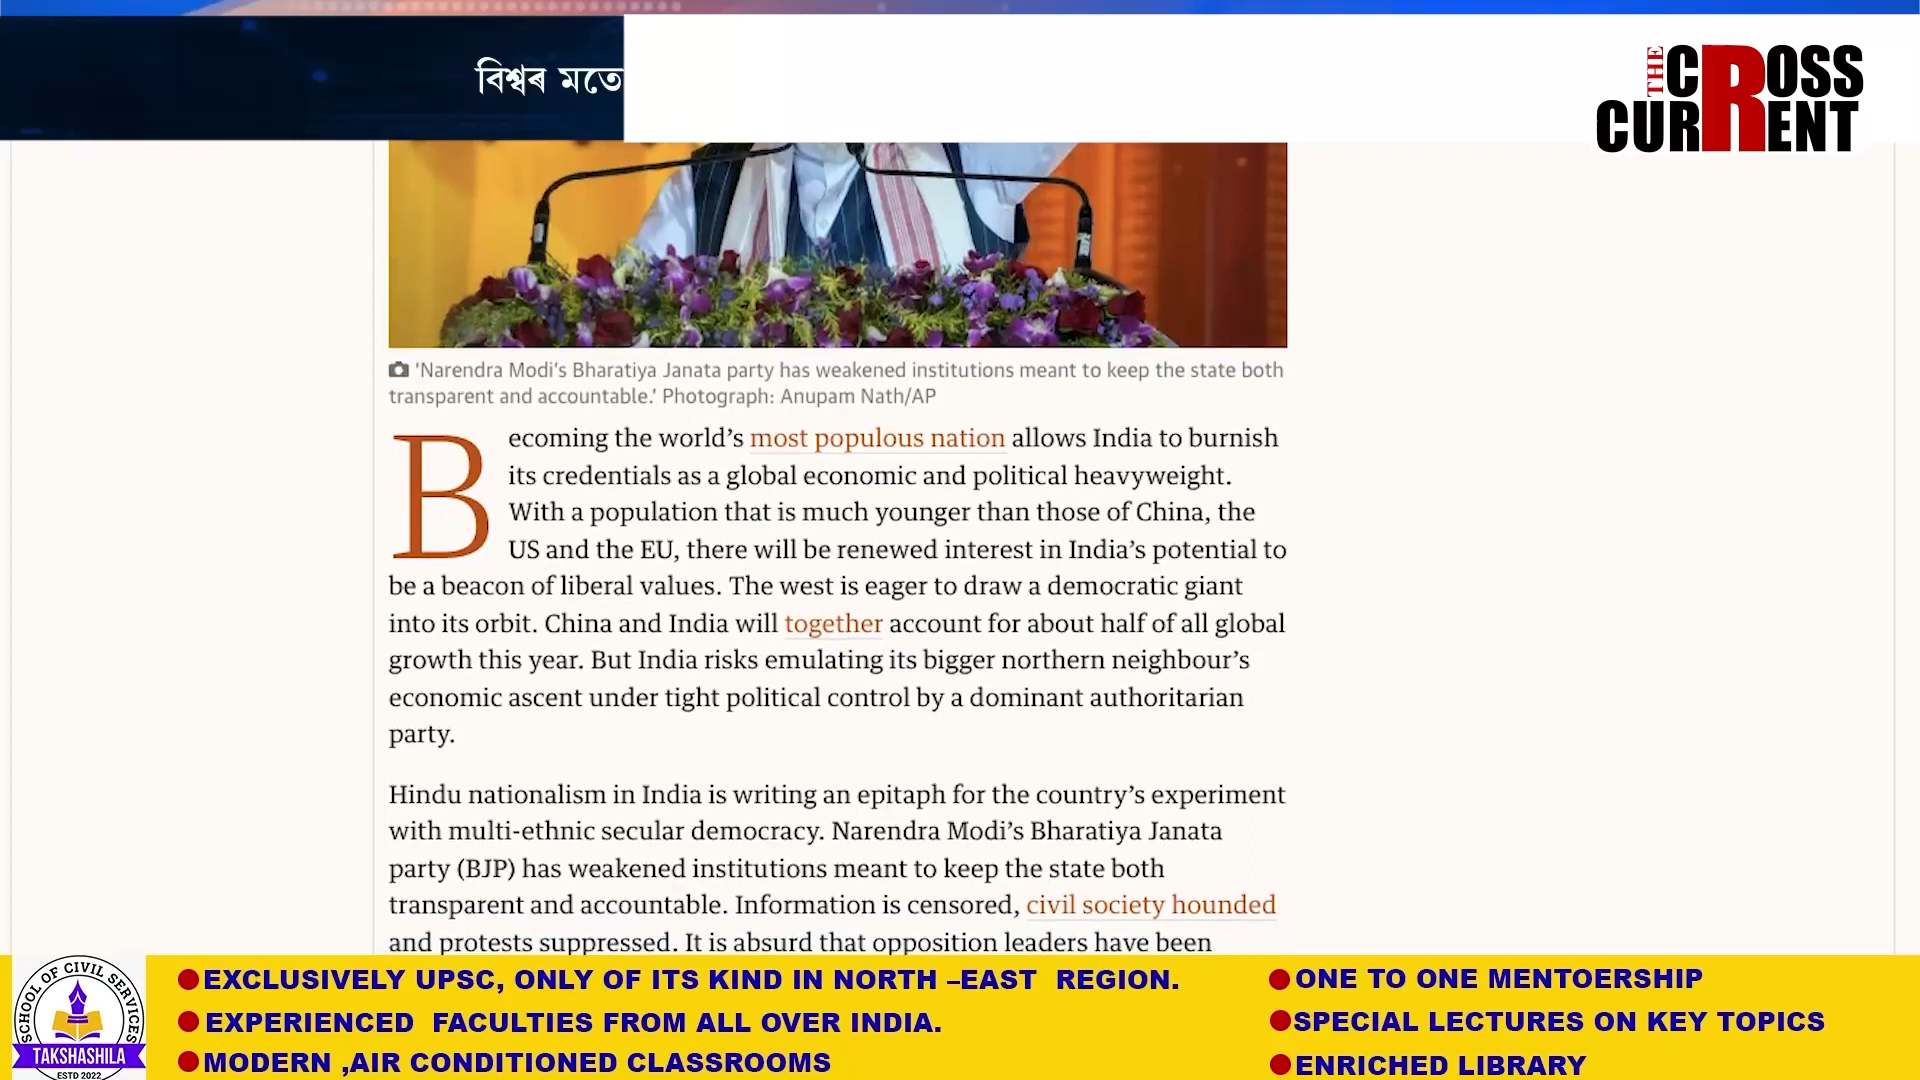 বিশ্বৰ মতে
THE CROSS
CURRENT
'Narendra Modi's Bharatiya Janata party has weakened institutions meant to keep the state both
transparent and accountable.' Photograph: Anupam Nath/AP
Becoming the world’s most populous nation allows India to burnish
its credentials as a global economic and political heavyweight.
With a population that is much younger than those of China, the
US and the EU, there will be renewed interest in India’s potential to
be a beacon of liberal values. The west is eager to draw a democratic giant
into its orbit. China and India will together account for about half of all global
growth this year. But India risks emulating its bigger northern neighbour’s
economic ascent under tight political control by a dominant authoritarian
party.
Hindu nationalism in India is writing an epitaph for the country’s experiment
with multi-ethnic secular democracy. Narendra Modi’s Bharatiya Janata
party (BJP) has weakened institutions meant to keep the state both
transparent and accountable. Information is censored, civil society hounded
and protests suppressed. It is absurd that opposition leaders have been
SCHOOL OF CIVIL SERVICES
TAKSHASHILA
ESTD 2022
EXCLUSIVELY UPSC, ONLY OF ITS KIND IN NORTH –EAST REGION.
EXPERIENCED FACULTIES FROM ALL OVER INDIA.
MODERN ,AIR CONDITIONED CLASSROOMS
ONE TO ONE MENTOERSHIP
SPECIAL LECTURES ON KEY TOPICS
ENRICHED LIBRARY